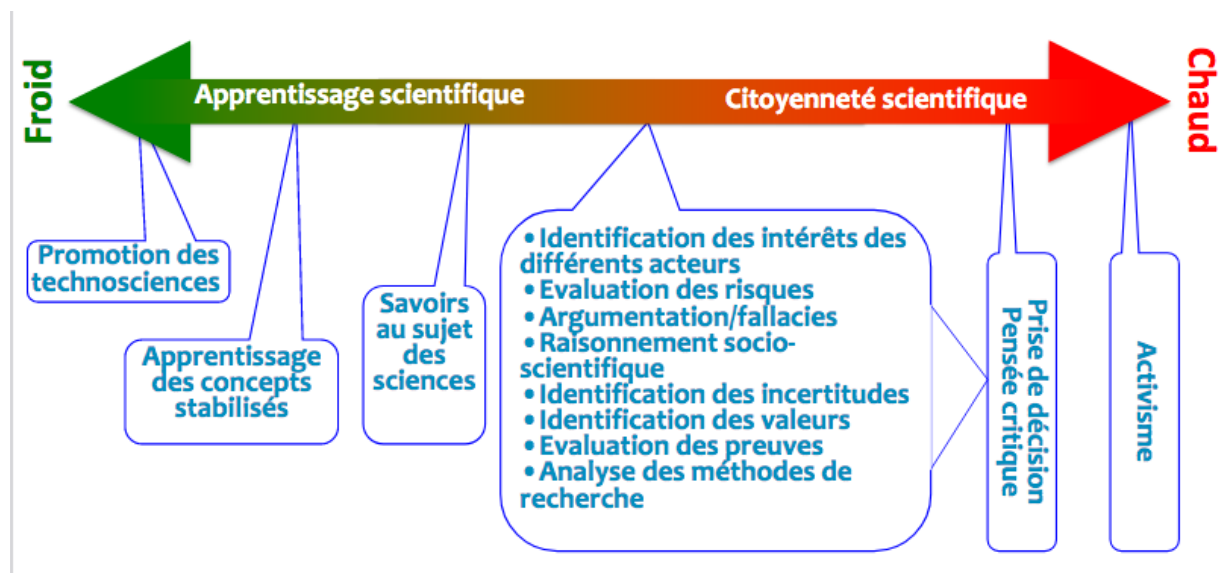 Froid
Apprentissage scientifique
Citoyenneté scientifique
Chaud
Promotion des
technosciences
Apprentissage
des concepts
stabilisés
Savoirs
au sujet
des
sciences
•Identification des intérêts des
différents acteurs
•Evaluation des risques
•Argumentation/fallacies
•Raisonnement socio-
scientifique
•Identification des incertitudes
•Identification des valeurs
•Evaluation des preuves
•Analyse des méthodes de
recherche
Prise de décision
Pensée critique
Activisme